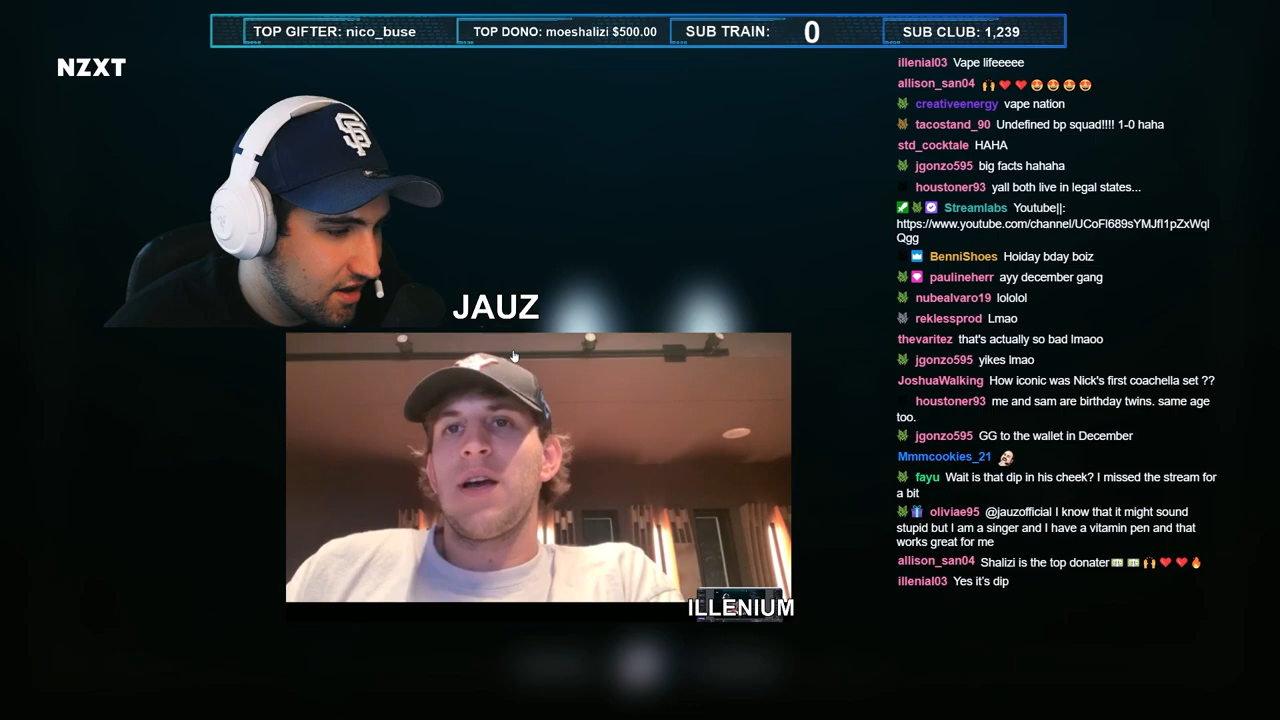 TOP GIFTER: nico_buse
TOP DONO: moeshalizi $500.00
SUB TRAIN: 0
SUB CLUB: 1,239
NZXT
SF
JAUZ
ILLENIUM
illenial03 Vape lifeeeee
allison_san04 🙌 ❤️ ❤️ 🤩 🤩 🤩 🤩
creativeenergy vape nation
tacostand_90 Undefined bp squad!!!! 1-0 haha
std_cocktale HAHA
jgonzo595 big facts hahaha
houstoner93 yall both live in legal states...
Streamlabs Youtube||:
https://www.youtube.com/channel/UCoFl689sYMJfl1pZxWql
Qgg
BenniShoes Hoiday bday boiz
paulineherr ayy december gang
nubealvaro19 lololol
reklessprod Lmao
thevaritez that's actually so bad lmaoo
jgonzo595 yikes lmao
JoshuaWalking How iconic was Nick's first coachella set ??
houstoner93 me and sam are birthday twins. same age
too.
jgonzo595 GG to the wallet in December
Mmmcookies_21
fayu Wait is that dip in his cheek? I missed the stream for
a bit
oliviae95 @jauzofficial I know that it might sound
stupid but I am a singer and I have a vitamin pen and that
works great for me
allison_san04 Shalizi is the top donater💵 💵 🙌 ❤️ ❤️ 🔥
illenial03 Yes it's dip